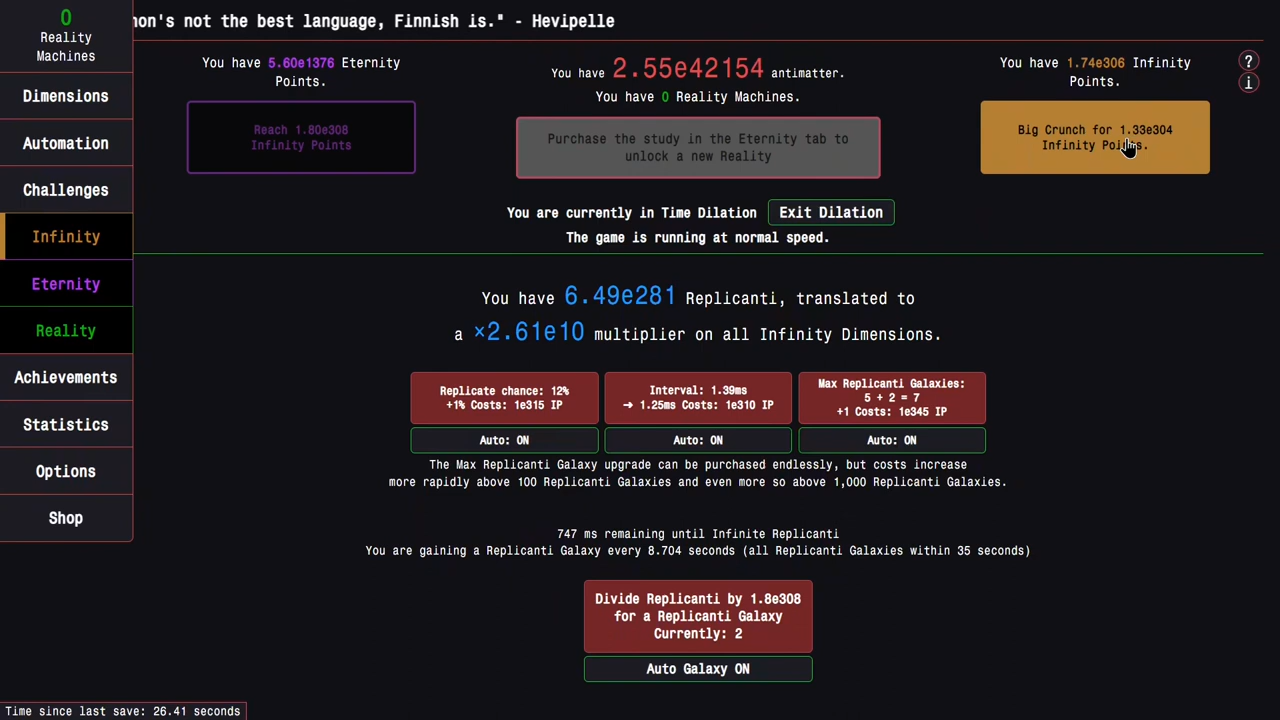 0
Reality
Machines
Dimensions
Automation
Challenges
Infinity
Eternity
Reality
Achievements
Statistics
Options
Shop
hon's not the best language, Finnish is." - Hevipelle
You have 5.60e1376 Eternity
Points.
Reach 1.80e308
Infinity Points
You have 2.55e42154 antimatter.
You have 0 Reality Machines.
Purchase the study in the Eternity tab to
unlock a new Reality
You have 1.74e306 Infinity
Points.
Big Crunch for 1.33e304
Infinity Points.
?
i
You are currently in Time Dilation Exit Dilation
The game is running at normal speed.
You have 6.49e281 Replicanti, translated to
a ×2.61e10 multiplier on all Infinity Dimensions.
Replicate chance: 12%
+1% Costs: 1e315 IP
Auto: ON
Interval: 1.39ms
➜ 1.25ms Costs: 1e310 IP
Auto: ON
Max Replicanti Galaxies:
5 + 2 = 7
+1 Costs: 1e345 IP
Auto: ON
The Max Replicanti Galaxy upgrade can be purchased endlessly, but costs increase
more rapidly above 100 Replicanti Galaxies and even more so above 1,000 Replicanti Galaxies.
747 ms remaining until Infinite Replicanti
You are gaining a Replicanti Galaxy every 8.704 seconds (all Replicanti Galaxies within 35 seconds)
Divide Replicanti by 1.8e308
for a Replicanti Galaxy
Currently: 2
Auto Galaxy ON
Time since last save: 26.41 seconds